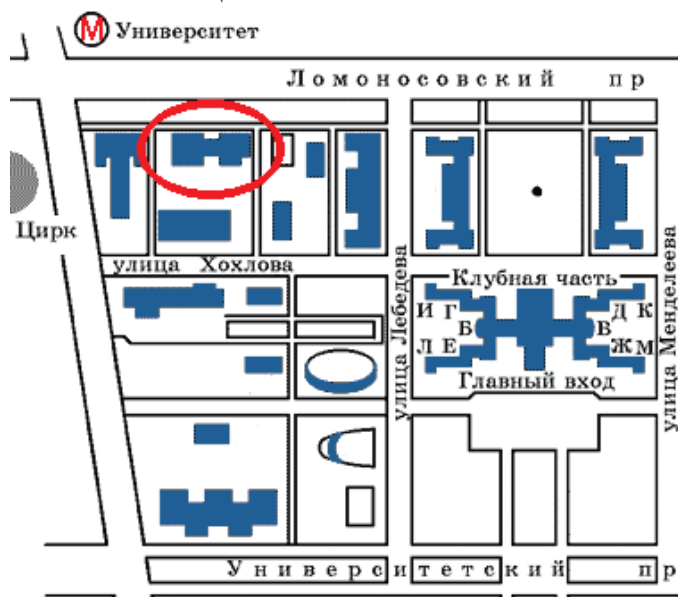 М Университет
Ломоносовский пр
Цирк
улица Хохлова
улица Лебедева
Клубная часть
улица Менделеева
И Г Д К
Б В
Л Е Ж М
Главный вход
Университетский пр